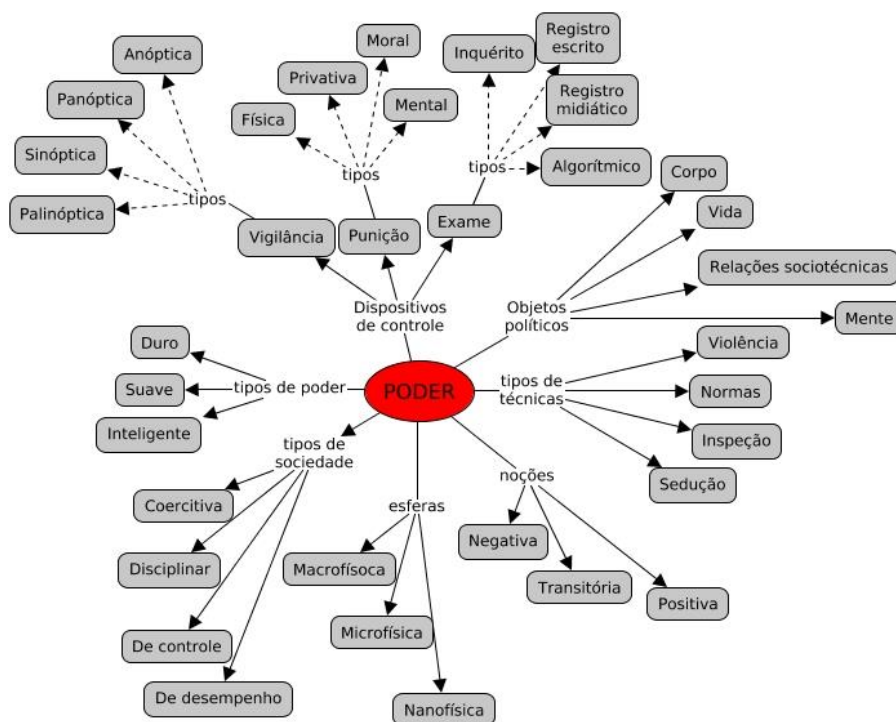 Anóptica
Panóptica
Sinóptica
Palinóptica
tipos
Moral
Privativa
Física
Mental
tipos
Inquérito
Registro
escrito
Registro
midiático
Algorítmico
tipos
Vigilância
Punição
Exame
Dispositivos
de controle
Corpo
Vida
Relações sociotécnicas
Mente
Objetos
políticos
Duro
Suave
Inteligente
tipos de poder
PODER
tipos de
técnicas
Violência
Normas
Inspeção
Sedução
tipos de
sociedade
Coercitiva
Disciplinar
De controle
De desempenho
esferas
Macrofísoca
Microfísica
Nanofísica
noções
Negativa
Transitória
Positiva